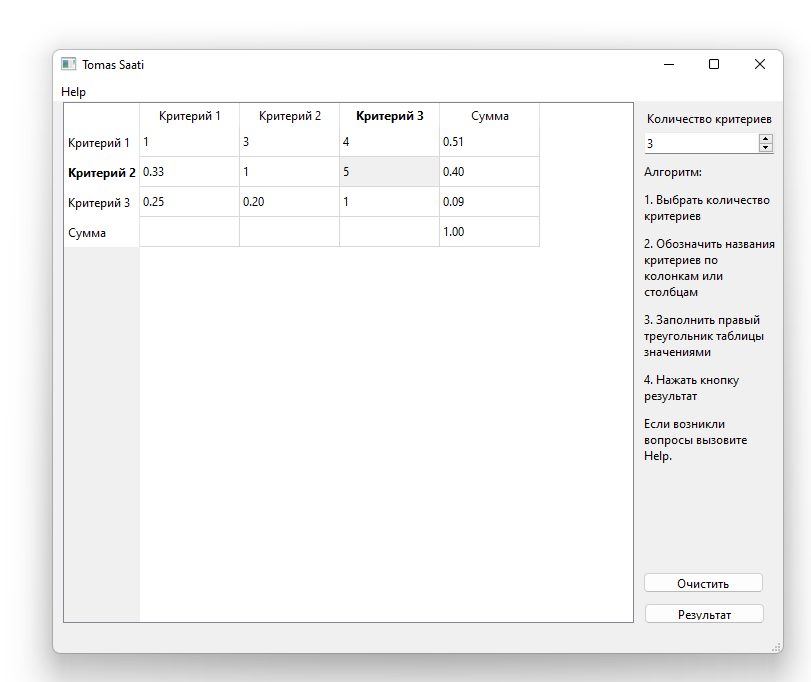 Tomas Saati
Help
Критерий 1 Критерий 2 Критерий 3 Сумма
Критерий 1 1 3 4 0.51
Критерий 2 0.33 1 5 0.40
Критерий 3 0.25 0.20 1 0.09
Сумма 1.00
Количество критериев
3
Алгоритм:
1. Выбрать количество
критериев
2. Обозначить названия
критериев по
колонкам или
столбцам
3. Заполнить правый
треугольник таблицы
значениями
4. Нажать кнопку
результат
Если возникли
вопросы вызовите
Help.
Очистить
Результат